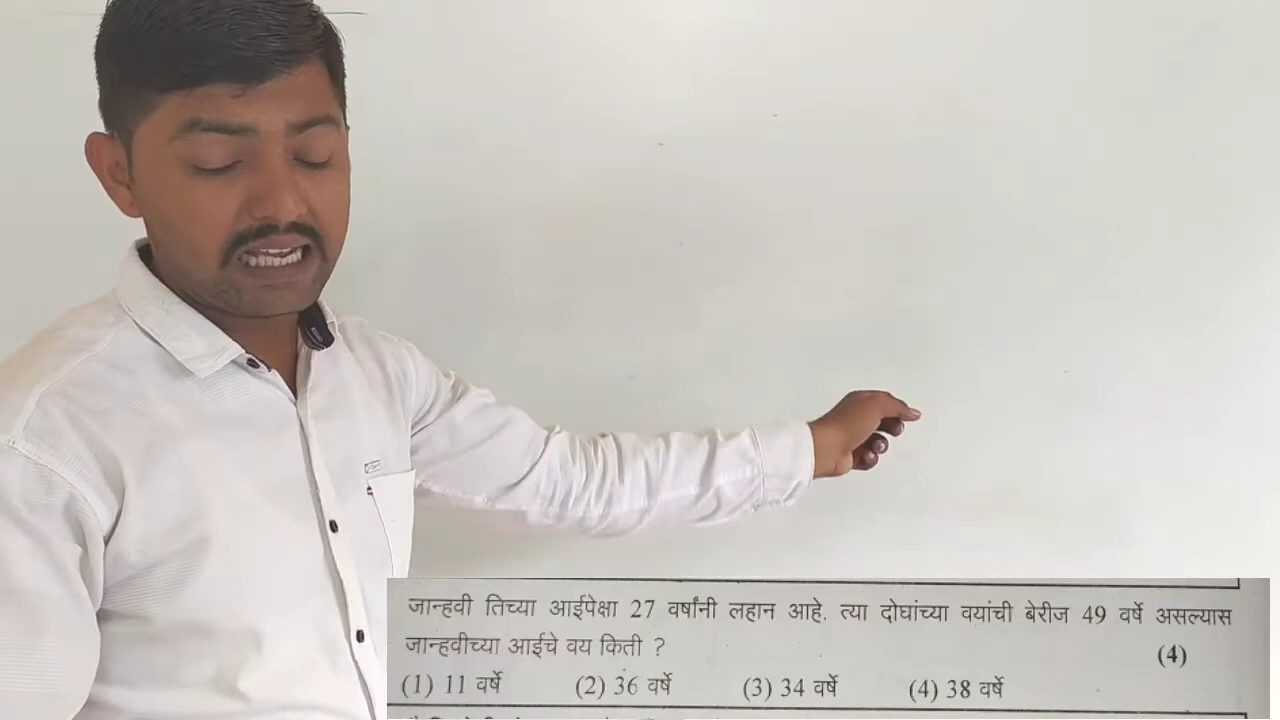 जान्हवी तिच्या आईपेक्षा 27 वर्षांनी लहान आहे. त्या दोघांच्या वयांची बेरीज 49 वर्षे असल्यास
जान्हवीच्या आईचे वय किती ? (4)
(1) 11 वर्षे (2) 36 वर्षे (3) 34 वर्षे (4) 38 वर्षे